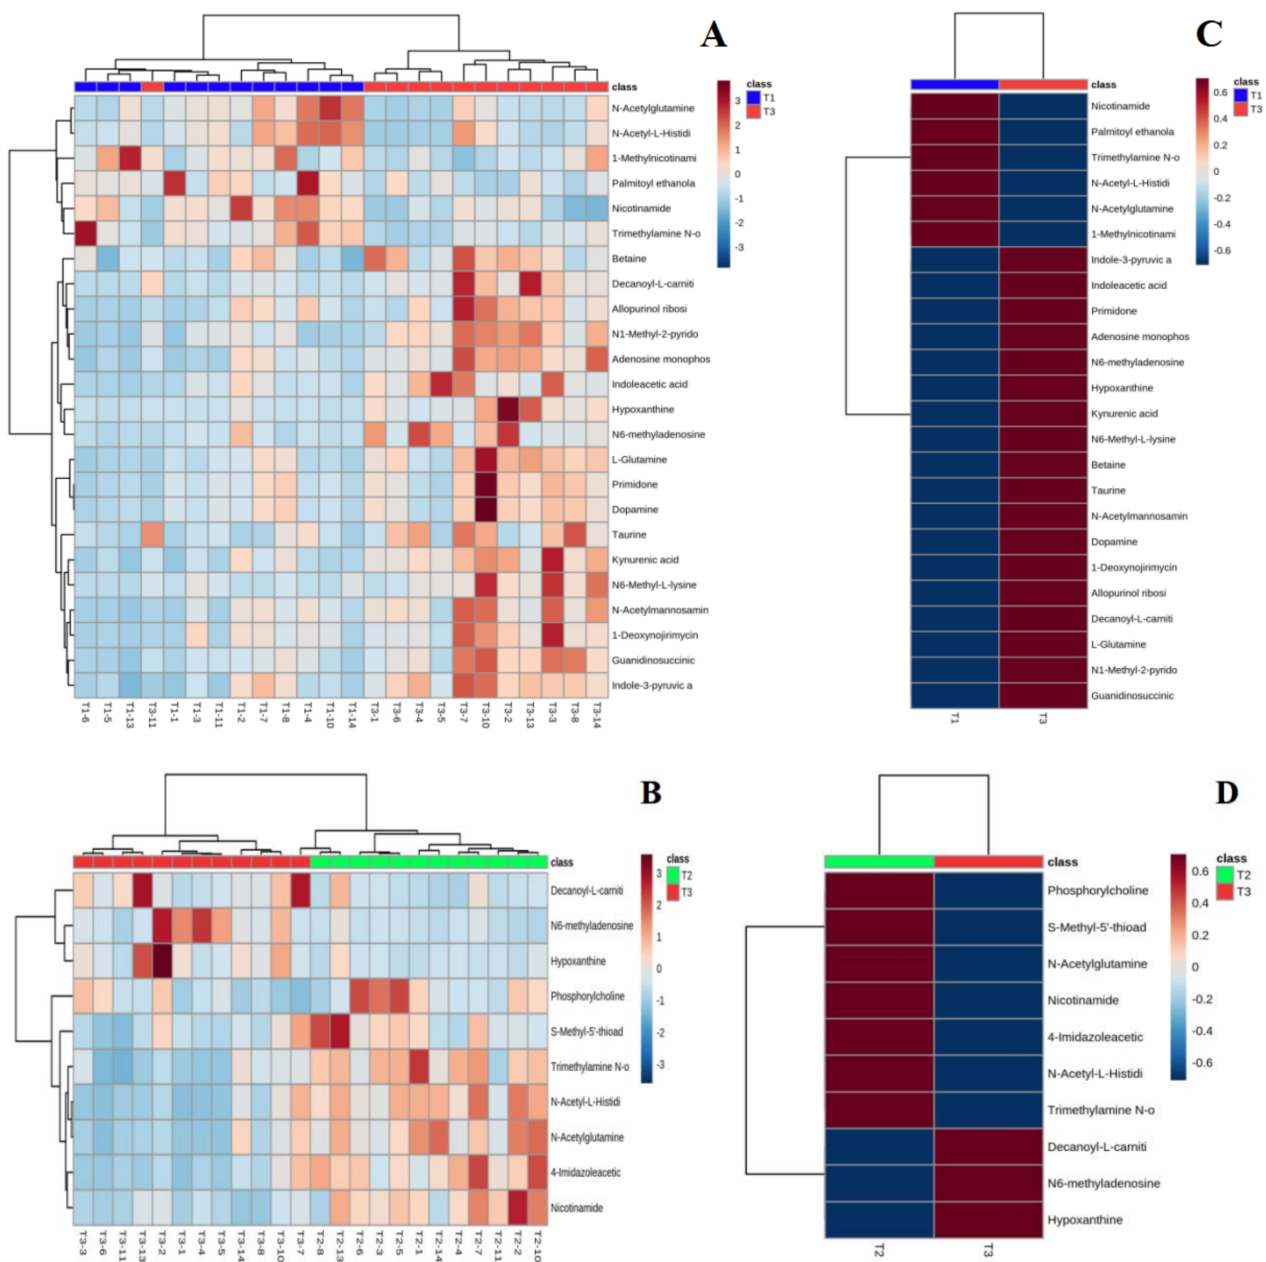 A
class
class
T1
T3
3
2
1
0
-1
-2
-3
N-Acetylglutamine
N-Acetyl-L-Histidi
1-Methylnicotinami
Palmitoyl ethanola
Nicotinamide
Trimethylamine N-o
Betaine
Decanoyl-L-carniti
Allopurinol ribosi
N1-Methyl-2-pyrido
Adenosine monophos
Indoleacetic acid
Hypoxanthine
N6-methyladenosine
L-Glutamine
Primidone
Dopamine
Taurine
Kynurenic acid
N6-Methyl-L-lysine
N-Acetylmannosamin
1-Deoxynojirimycin
Guanidinosuccinic
Indole-3-pyruvic a
T1-6
T1-5
T1-13
T3-11
T1-1
T1-3
T1-11
T1-2
T1-7
T1-8
T1-4
T1-10
T1-14
T3-1
T3-6
T3-4
T3-5
T3-7
T3-10
T3-2
T3-13
T3-3
T3-8
T3-14
C
class
class
T1
T3
0.6
0.4
0.2
0
-0.2
-0.4
-0.6
Nicotinamide
Palmitoyl ethanola
Trimethylamine N-o
N-Acetyl-L-Histidi
N-Acetylglutamine
1-Methylnicotinami
Indole-3-pyruvic a
Indoleacetic acid
Primidone
Adenosine monophos
N6-methyladenosine
Hypoxanthine
Kynurenic acid
N6-Methyl-L-lysine
Betaine
Taurine
N-Acetylmannosamin
Dopamine
1-Deoxynojirimycin
Allopurinol ribosi
Decanoyl-L-carniti
L-Glutamine
N1-Methyl-2-pyrido
Guanidinosuccinic
T1
T3
B
class
T2
T3
3
2
1
0
-1
-2
-3
Decanoyl-L-carniti
N6-methyladenosine
Hypoxanthine
Phosphorylcholine
S-Methyl-5'-thioad
Trimethylamine N-o
N-Acetyl-L-Histidi
N-Acetylglutamine
4-Imidazoleacetic
Nicotinamide
T3-3
T3-6
T3-11
T3-13
T3-2
T3-1
T3-4
T3-5
T3-14
T3-8
T3-10
T3-7
T2-8
T2-13
T2-6
T2-3
T2-5
T2-1
T2-14
T2-4
T2-7
T2-11
T2-2
T2-10
D
class
class
T2
T3
0.6
0.4
0.2
0
-0.2
-0.4
-0.6
Phosphorylcholine
S-Methyl-5'-thioad
N-Acetylglutamine
Nicotinamide
4-Imidazoleacetic
N-Acetyl-L-Histidi
Trimethylamine N-o
Decanoyl-L-carniti
N6-methyladenosine
Hypoxanthine
T2
T3